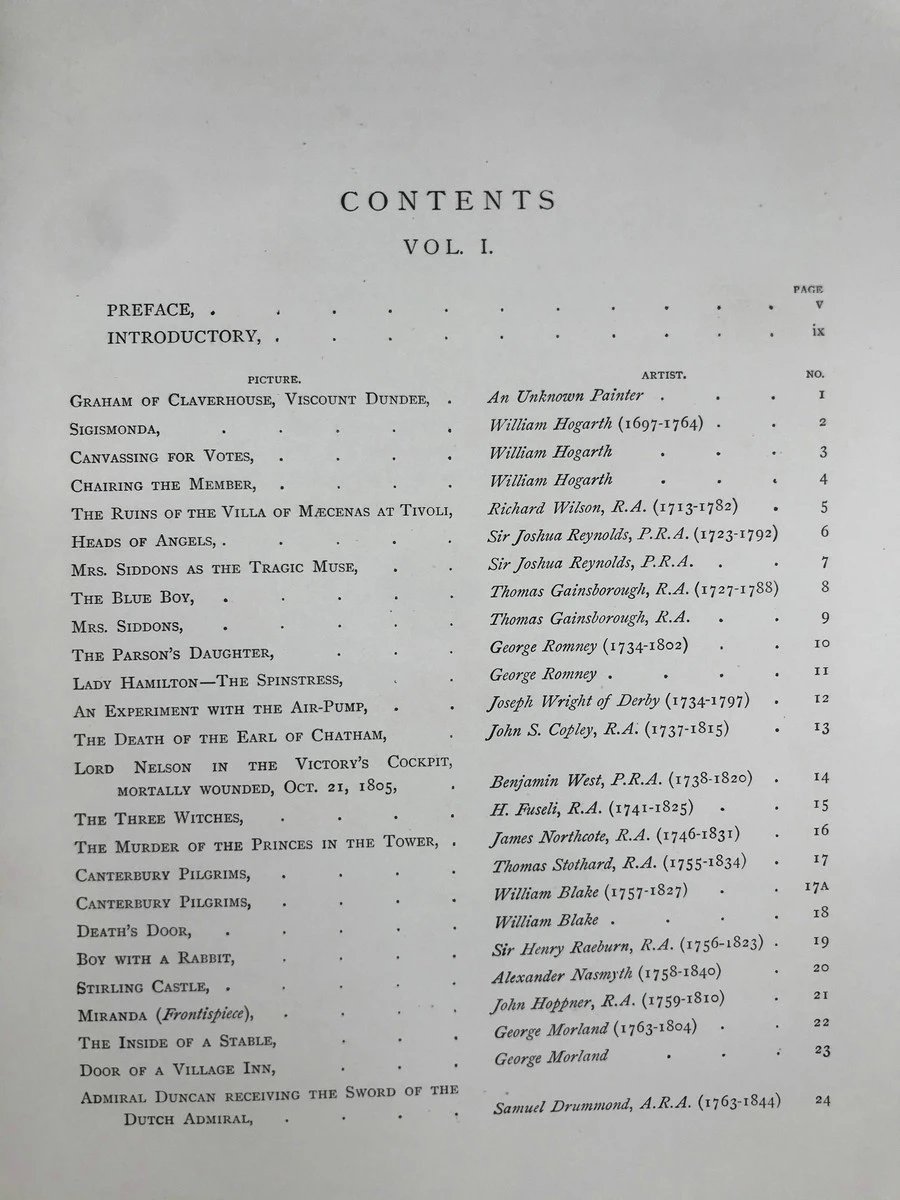 CONTENTS
VOL. I.
PAGE
PREFACE, . . . . . . . . . . . v
INTRODUCTORY, . . . . . . . . . . ix
PICTURE. ARTIST. NO.
GRAHAM OF CLAVERHOUSE, VISCOUNT DUNDEE, . An Unknown Painter . . . 1
SIGISMONDA, . . . . . William Hogarth (1697-1764) . . 2
CANVASSING FOR VOTES, . . . . William Hogarth . . . 3
CHAIRING THE MEMBER, . . . . William Hogarth . . . 4
THE RUINS OF THE VILLA OF MÆCENAS AT TIVOLI, Richard Wilson, R.A. (1713-1782) . 5
HEADS OF ANGELS, . . . . . Sir Joshua Reynolds, P.R.A. (1723-1792) 6
MRS. SIDDONS AS THE TRAGIC MUSE, . . Sir Joshua Reynolds, P.R.A. . . 7
THE BLUE BOY, . . . . . Thomas Gainsborough, R.A. (1727-1788) 8
MRS. SIDDONS, . . . . . Thomas Gainsborough, R.A. . . 9
THE PARSON'S DAUGHTER, . . . George Romney (1734-1802) . . 10
LADY HAMILTON—THE SPINSTRESS, . . George Romney . . . . 11
AN EXPERIMENT WITH THE AIR-PUMP, . . Joseph Wright of Derby (1734-1797) . 12
THE DEATH OF THE EARL OF CHATHAM, . John S. Copley, R.A. (1737-1815) . 13
LORD NELSON IN THE VICTORY'S COCKPIT,
MORTALLY WOUNDED, OCT. 21, 1805, . Benjamin West, P.R.A. (1738-1820) . 14
THE THREE WITCHES, . . . . H. Fuseli, R.A. (1741-1825) . . 15
THE MURDER OF THE PRINCES IN THE TOWER, . James Northcote, R.A. (1746-1831) . 16
CANTERBURY PILGRIMS, . . . . Thomas Stothard, R.A. (1755-1834) . 17
CANTERBURY PILGRIMS, . . . . William Blake (1757-1827) . . 17A
DEATH'S DOOR, . . . . . William Blake . . . . 18
BOY WITH A RABBIT, . . . . Sir Henry Raeburn, R.A. (1756-1823) . 19
STIRLING CASTLE, . . . . . Alexander Nasmyth (1758-1840) . 20
MIRANDA (Frontispiece), . . . . John Hoppner, R.A. (1759-1810) . 21
THE INSIDE OF A STABLE, . . . George Morland (1763-1804) . . 22
DOOR OF A VILLAGE INN, . . . George Morland . . . 23
ADMIRAL DUNCAN RECEIVING THE SWORD OF THE
DUTCH ADMIRAL, . . . . Samuel Drummond, A.R.A. (1763-1844) 24